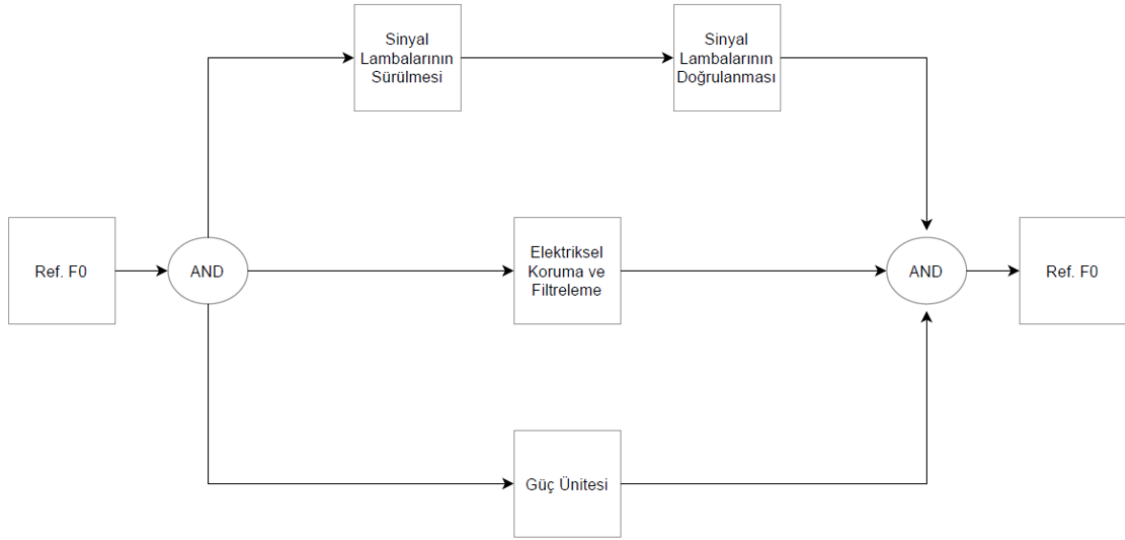 Sinyal
Lambalarının
Sürülmesi
Sinyal
Lambalarının
Doğrulanması
Ref. F0
AND
Elektriksel
Koruma ve
Filtreleme
AND
Ref. F0
Güç Ünitesi